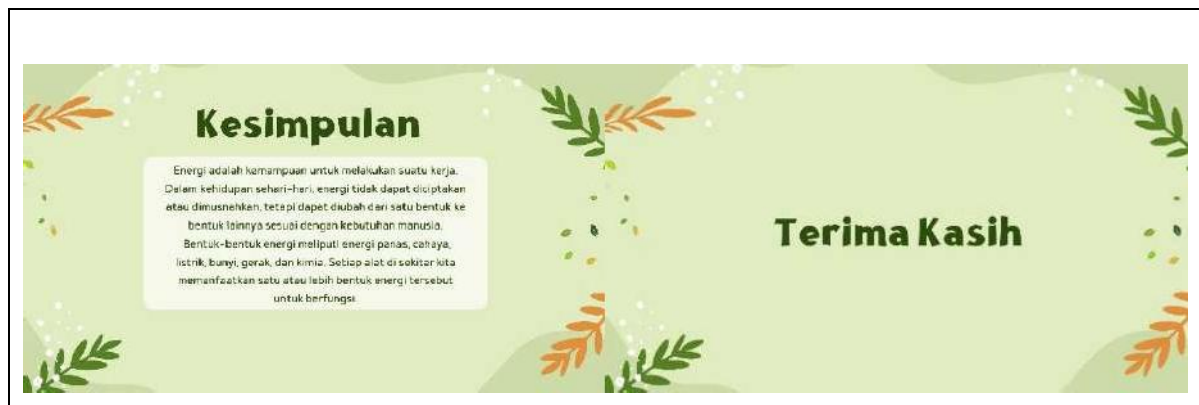 Kesimpulan
Energi adalah kemampuan untuk melakukan suatu kerja.
Dalam kehidupan sehari-hari, energi tidak dapat diciptakan
atau dimusnahkan, tetapi dapat diubah dari satu bentuk ke
bentuk lainnya sesuai dengan kebutuhan manusia.
Bentuk-bentuk energi meliputi energi panas, cahaya,
listrik, bunyi, gerak, dan kimia. Setiap alat di sekitar kita
memanfaatkan satu atau lebih bentuk energi tersebut
untuk berfungsi.
Terima Kasih